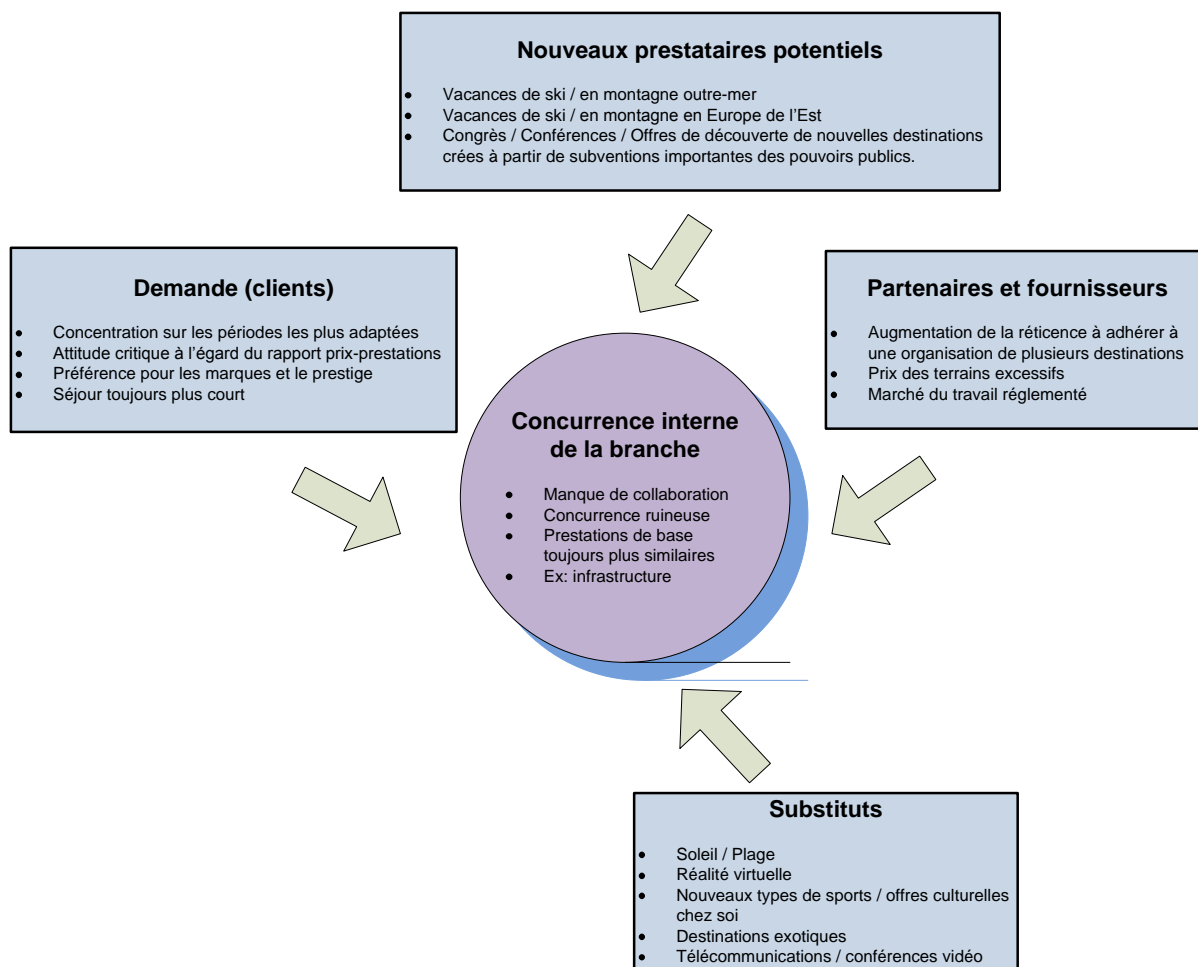 Nouveaux prestataires potentiels
• Vacances de ski / en montagne outre-mer
• Vacances de ski / en montagne en Europe de l’Est
• Congrès / Conférences / Offres de découverte de nouvelles destinations
crées à partir de subventions importantes des pouvoirs publics.
Demande (clients)
• Concentration sur les périodes les plus adaptées
• Attitude critique à l’égard du rapport prix-prestations
• Préférence pour les marques et le prestige
• Séjour toujours plus court
Partenaires et fournisseurs
• Augmentation de la réticence à adhérer à
une organisation de plusieurs destinations
• Prix des terrains excessifs
• Marché du travail réglementé
Concurrence interne
de la branche
• Manque de collaboration
• Concurrence ruineuse
• Prestations de base
toujours plus similaires
• Ex: infrastructure
Substituts
• Soleil / Plage
• Réalité virtuelle
• Nouveaux types de sports / offres culturelles
chez soi
• Destinations exotiques
• Télécommunications / conférences vidéo